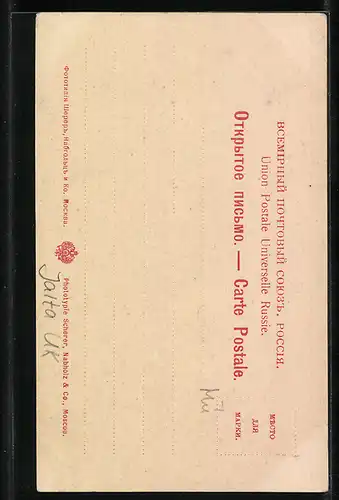 ВСЕМІРНЫЙ ПОЧТОВЫЙ СОЮЗЪ, РОССІЯ.
Union Postale Universelle Russie.
Открытое письмо. — Carte Postale.
МѢСТО
ДЛЯ
МАРКИ.
Jalta UK
Фототипія Шереръ, Набгольцъ и Ко. Москва.
Phototypie Scherer, Nabholz & Co., Moscou.